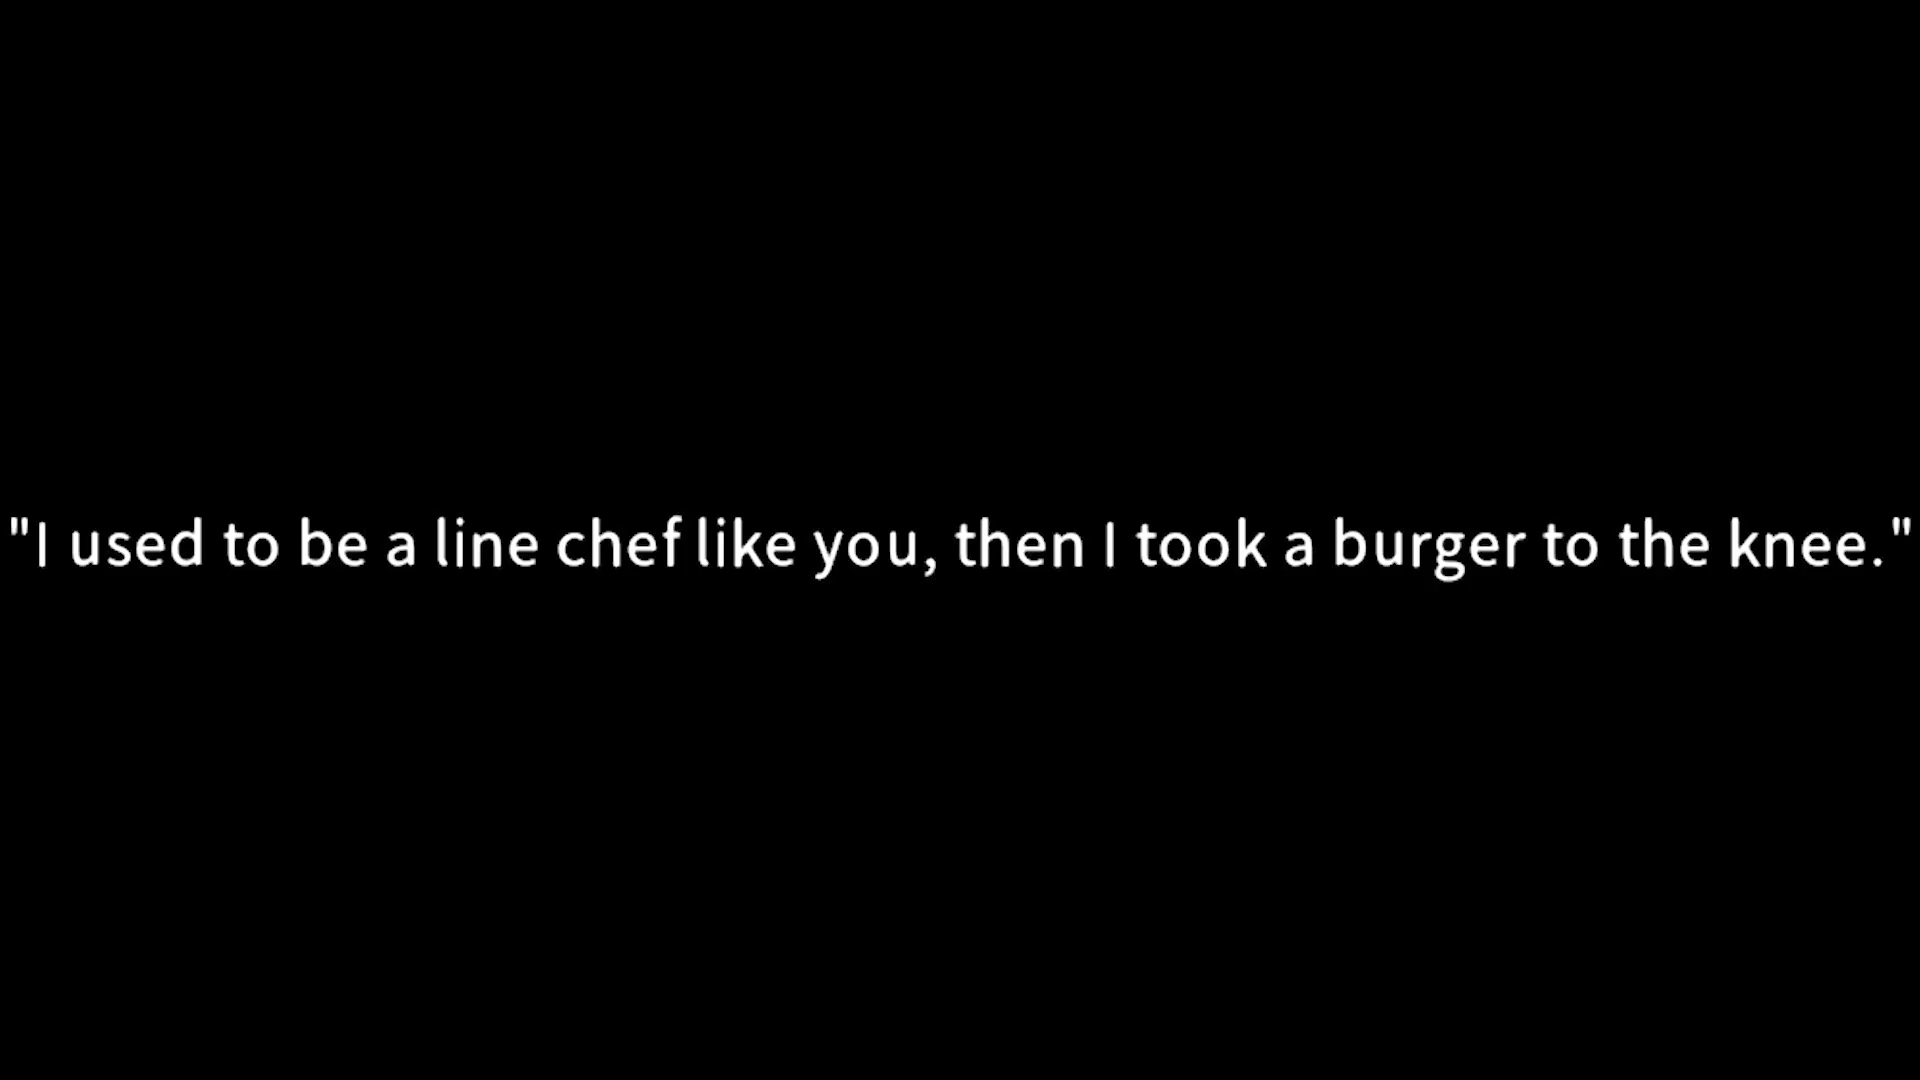 "I used to be a line chef like you, then I took a burger to the knee."